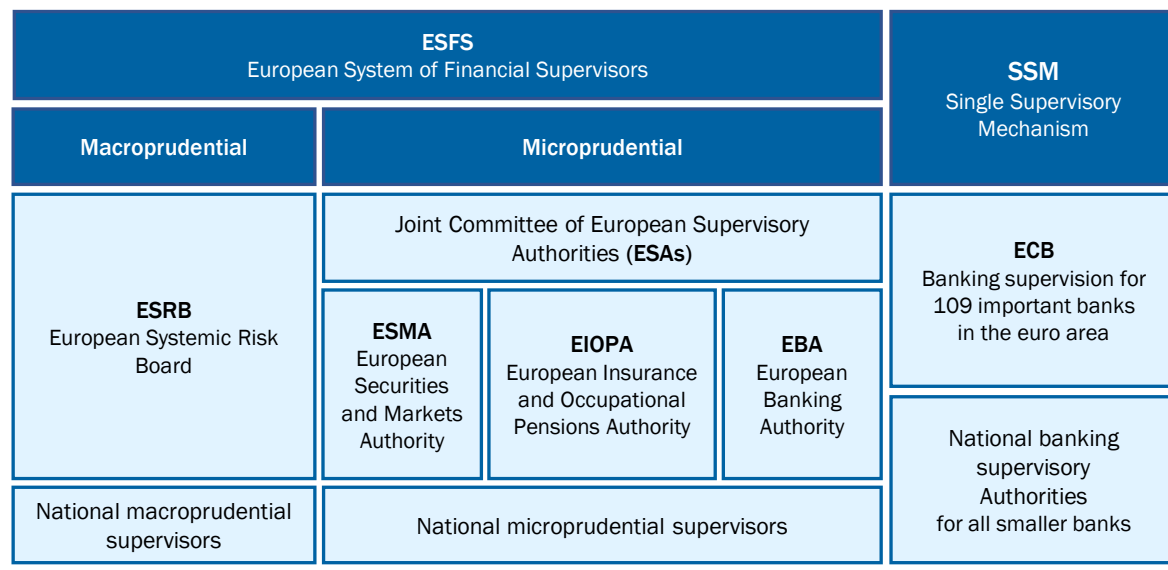 ESFS
European System of Financial Supervisors
SSM
Single Supervisory
Mechanism
Macroprudential
Microprudential
ESRB
European Systemic Risk
Board
Joint Committee of European Supervisory
Authorities (ESAs)
ESMA
European
Securities
and Markets
Authority
EIOPA
European Insurance
and Occupational
Pensions Authority
EBA
European
Banking
Authority
ECB
Banking supervision for
109 important banks
in the euro area
National banking
supervisory
Authorities
for all smaller banks
National macroprudential
supervisors
National microprudential supervisors